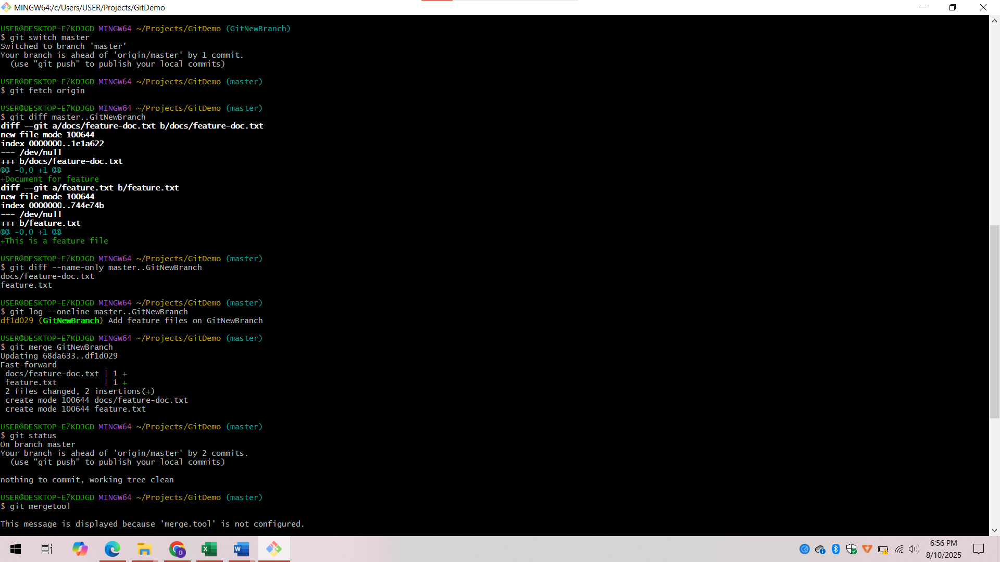 MINGW64:/c/Users/USER/Projects/GitDemo
USER@DESKTOP-E7KDJGD MINGW64 ~/Projects/GitDemo (GitNewBranch)
$ git switch master
Switched to branch 'master'
Your branch is ahead of 'origin/master' by 1 commit.
  (use "git push" to publish your local commits)
USER@DESKTOP-E7KDJGD MINGW64 ~/Projects/GitDemo (master)
$ git fetch origin
USER@DESKTOP-E7KDJGD MINGW64 ~/Projects/GitDemo (master)
$ git diff master..GitNewBranch
diff --git a/docs/feature-doc.txt b/docs/feature-doc.txt
new file mode 100644
index 0000000..1e1a622
--- /dev/null
+++ b/docs/feature-doc.txt
@@ -0,0 +1 @@
+Document for feature
diff --git a/feature.txt b/feature.txt
new file mode 100644
index 0000000..744e74b
--- /dev/null
+++ b/feature.txt
@@ -0,0 +1 @@
+This is a feature file
USER@DESKTOP-E7KDJGD MINGW64 ~/Projects/GitDemo (master)
$ git diff --name-only master..GitNewBranch
docs/feature-doc.txt
feature.txt
USER@DESKTOP-E7KDJGD MINGW64 ~/Projects/GitDemo (master)
$ git log --oneline master..GitNewBranch
df1d029 (GitNewBranch) Add feature files on GitNewBranch
USER@DESKTOP-E7KDJGD MINGW64 ~/Projects/GitDemo (master)
$ git merge GitNewBranch
Updating 68da633..df1d029
Fast-forward
 docs/feature-doc.txt | 1 +
 feature.txt          | 1 +
 2 files changed, 2 insertions(+)
 create mode 100644 docs/feature-doc.txt
 create mode 100644 feature.txt
USER@DESKTOP-E7KDJGD MINGW64 ~/Projects/GitDemo (master)
$ git status
On branch master
Your branch is ahead of 'origin/master' by 2 commits.
  (use "git push" to publish your local commits)
nothing to commit, working tree clean
USER@DESKTOP-E7KDJGD MINGW64 ~/Projects/GitDemo (master)
$ git mergetool
This message is displayed because 'merge.tool' is not configured.
6:56 PM
8/10/2025